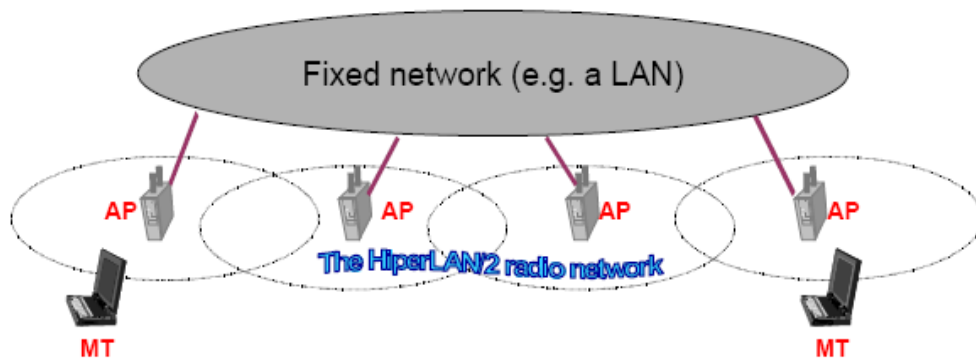 Fixed network (e.g. a LAN)
AP
AP
AP
AP
The HiperLAN/2 radio network
MT
MT